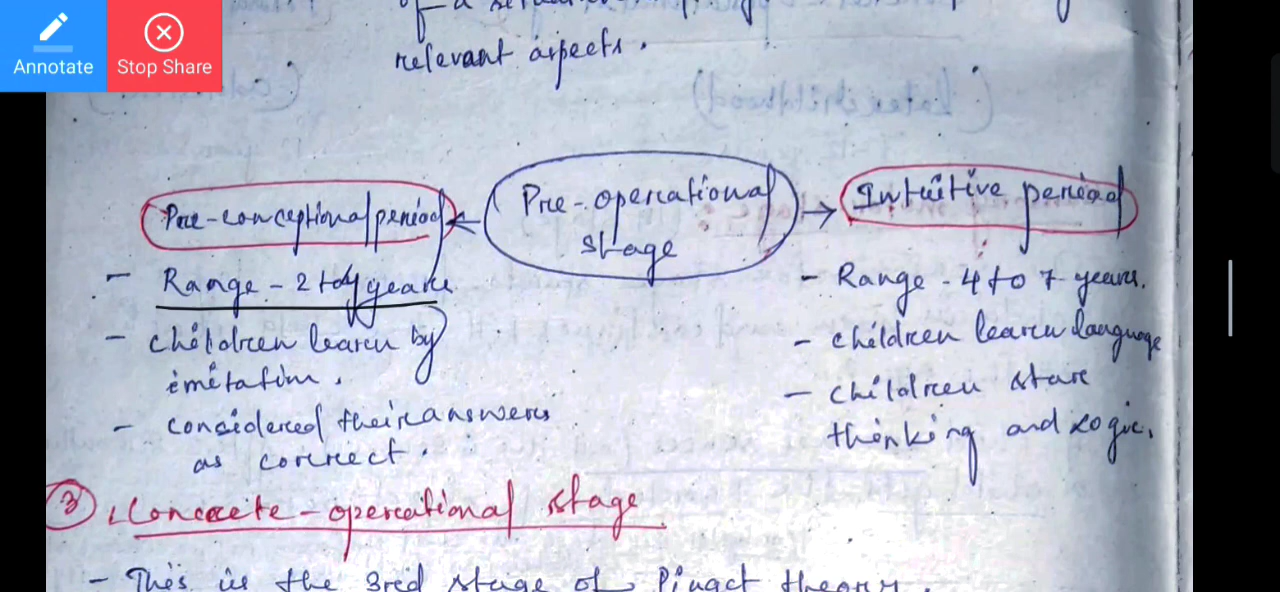 Annotate
Stop Share
relevant aspects.
Pre-conceptional period
Pre-operational
stage
Intuitive period
- Range - 2 to 4 years
- children learn by
imitation.
- considered their answers
as correct.
- Range - 4 to 7 years.
- children learn language
- children stare
thinking and logic.
3 Concrete-operational stage
- This is the 3rd stage of Piaget theory.